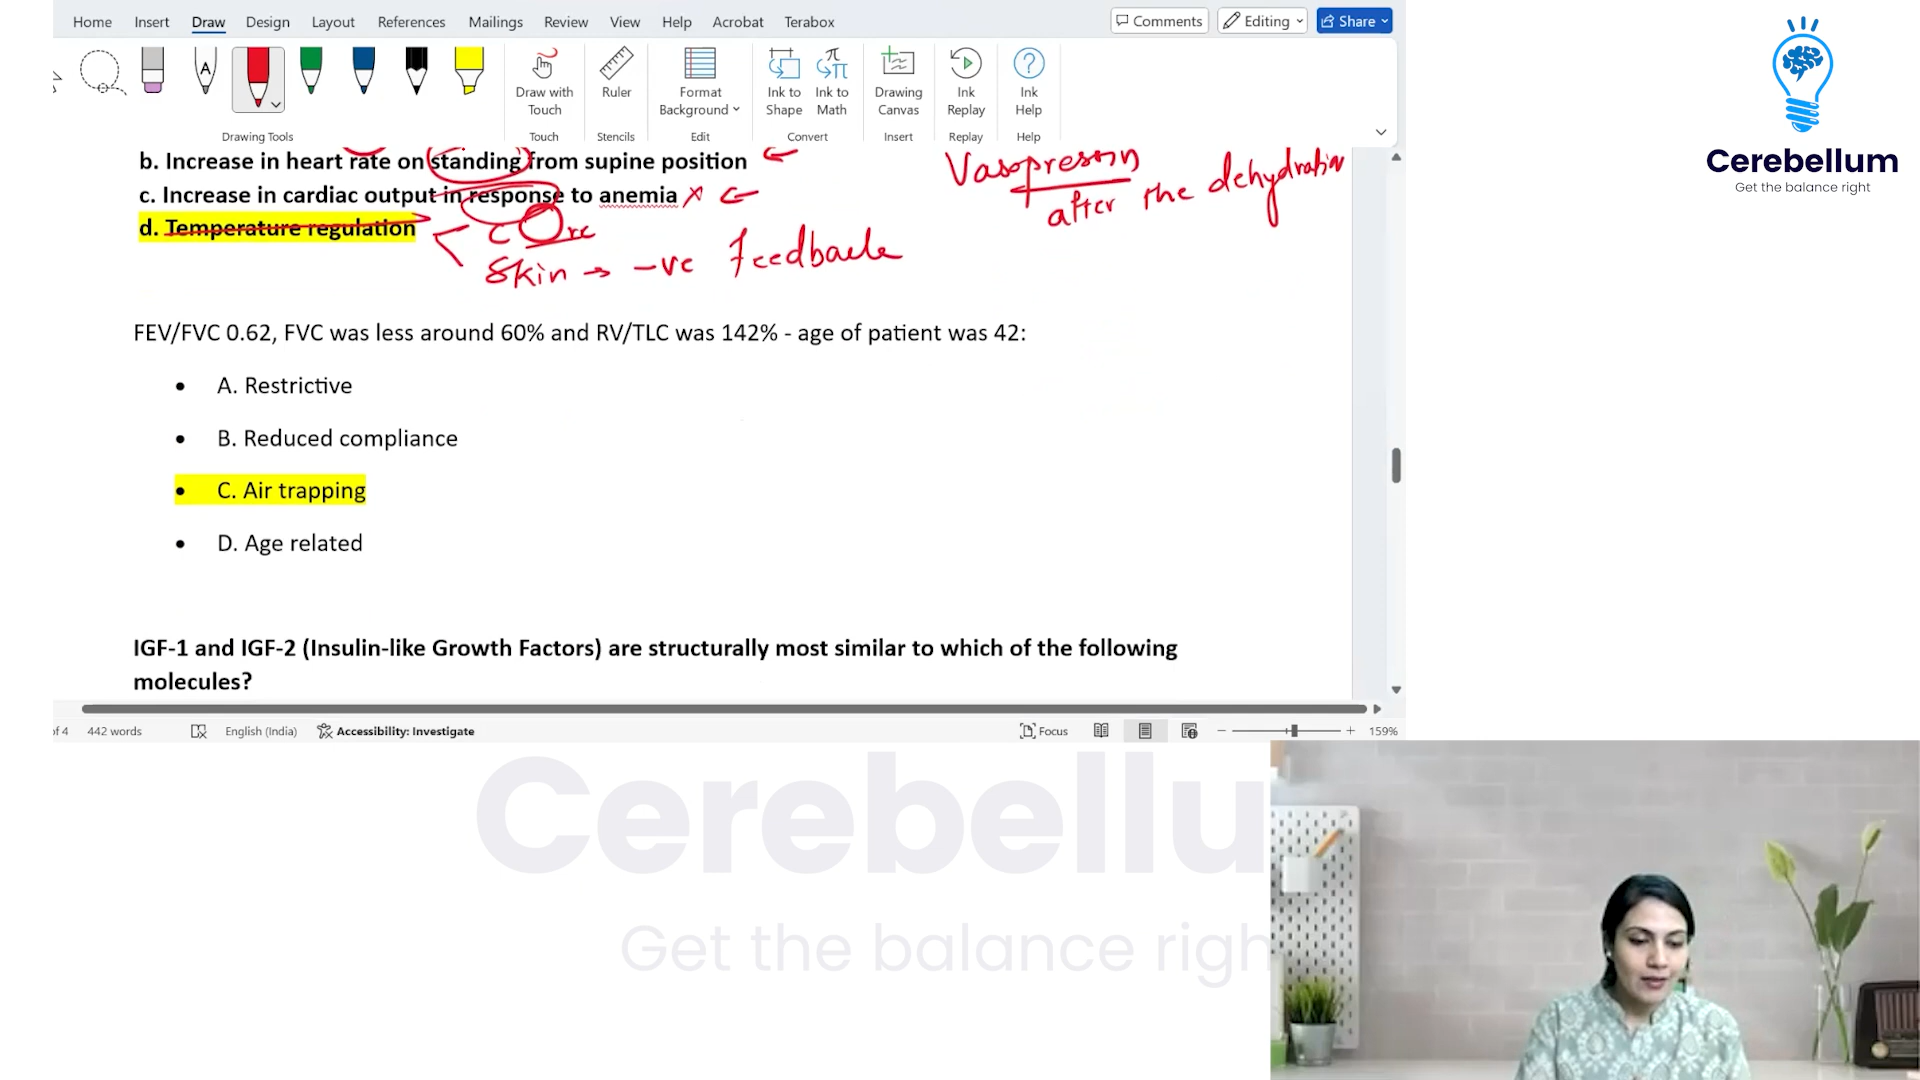 Home Insert Draw Design Layout References Mailings Review View Help Acrobat Terabox Comments Editing Share
A
Draw with Touch Ruler Format Background Ink to Shape Ink to Math Drawing Canvas Ink Replay Ink Help
Drawing Tools Touch Stencils Edit Convert Insert Replay Help
Cerebellum
Get the balance right
b. Increase in heart rate on standing from supine position
c. Increase in cardiac output in response to anemia
d. Temperature regulation
Vasopressin
after the dehydration
Core
Skin → -ve feedback
FEV/FVC 0.62, FVC was less around 60% and RV/TLC was 142% - age of patient was 42:
• A. Restrictive
• B. Reduced compliance
• C. Air trapping
• D. Age related
IGF-1 and IGF-2 (Insulin-like Growth Factors) are structurally most similar to which of the following
molecules?
of 4 442 words English (India) Accessibility: Investigate Focus 159%
Cerebellu
Get the balance righ